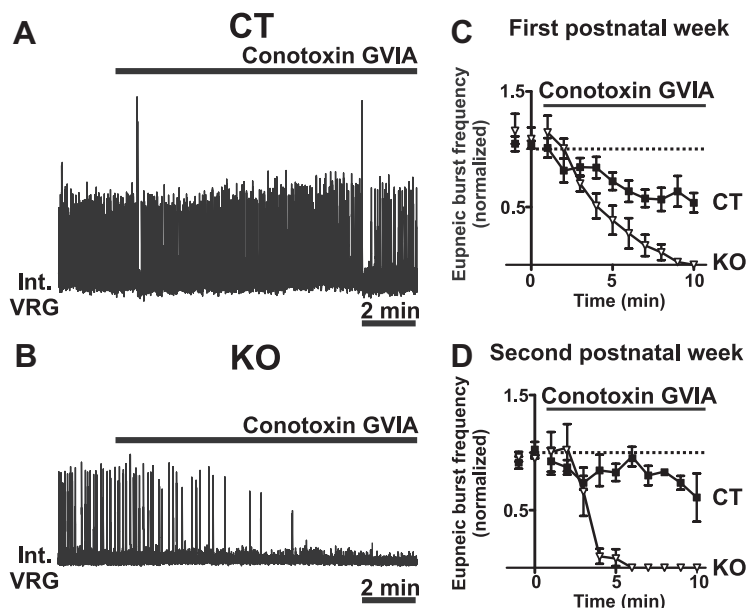 A
CT
Conotoxin GVIA
Int.
VRG
2 min
B
KO
Conotoxin GVIA
Int.
VRG
2 min
C First postnatal week
Conotoxin GVIA
Eupneic burst frequency
(normalized)
1.5
1
0.5
CT
KO
0 5 10
Time (min)
D Second postnatal week
Conotoxin GVIA
Eupneic burst frequency
(normalized)
1.5
1
0.5
CT
KO
0 5 10
Time (min)